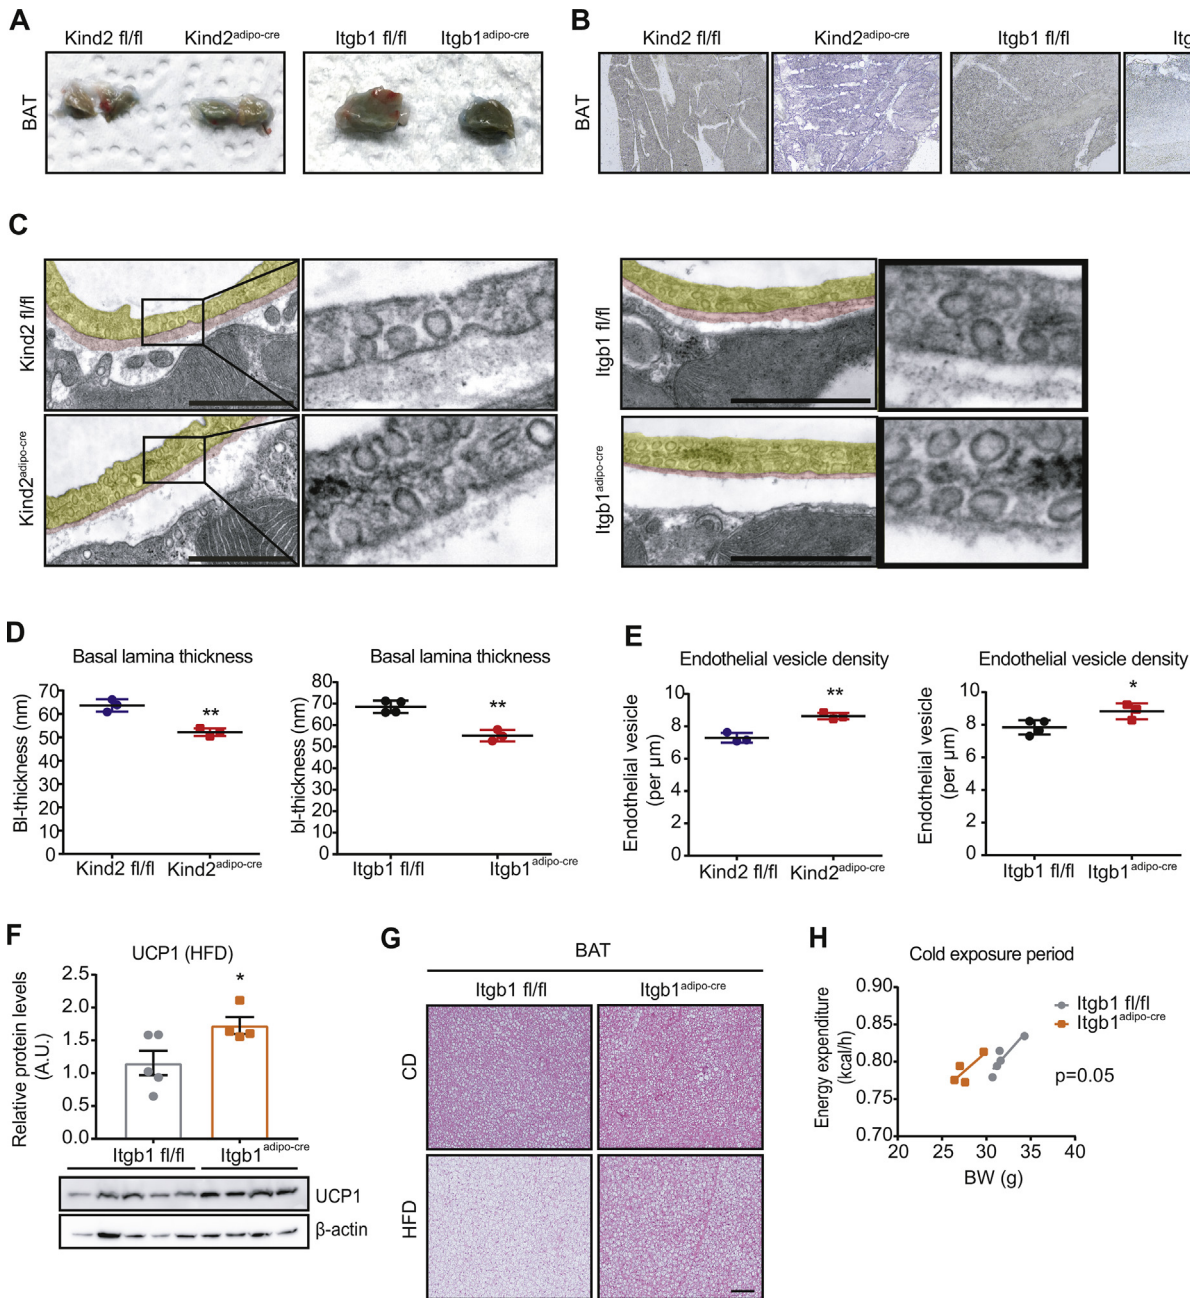 A
Kind2 fl/fl
Kind2adipo-cre
Itgb1 fl/fl
Itgb1adipo-cre
BAT
B
Kind2 fl/fl
Kind2adipo-cre
Itgb1 fl/fl
Itg
BAT
C
Kind2 fl/fl
Kind2adipo-cre
Itgb1 fl/fl
Itgb1adipo-cre
D
Basal lamina thickness
Bl-thickness (nm)
70
60
50
40
30
20
10
0
**
Kind2 fl/fl
Kind2adipo-cre
Basal lamina thickness
bl-thickness (nm)
80
70
60
50
40
30
20
10
0
**
Itgb1 fl/fl
Itgb1adipo-cre
E
Endothelial vesicle density
Endothelial vesicle
(per µm)
10
8
6
4
2
0
**
Kind2 fl/fl
Kind2adipo-cre
Endothelial vesicle density
Endothelial vesicle
(per µm)
10
8
6
4
2
0
*
Itgb1 fl/fl
Itgb1adipo-cre
F
UCP1 (HFD)
Relative protein levels
(A.U.)
2.5
2.0
1.5
1.0
0.5
0.0
*
Itgb1 fl/fl
Itgb1adipo-cre
UCP1
β-actin
G
BAT
Itgb1 fl/fl
Itgb1adipo-cre
CD
HFD
H
Cold exposure period
Energy expenditure
(kcal/h)
0.90
0.85
0.80
0.75
0.70
20
30
35
40
25
BW (g)
Itgb1 fl/fl
Itgb1adipo-cre
p=0.05